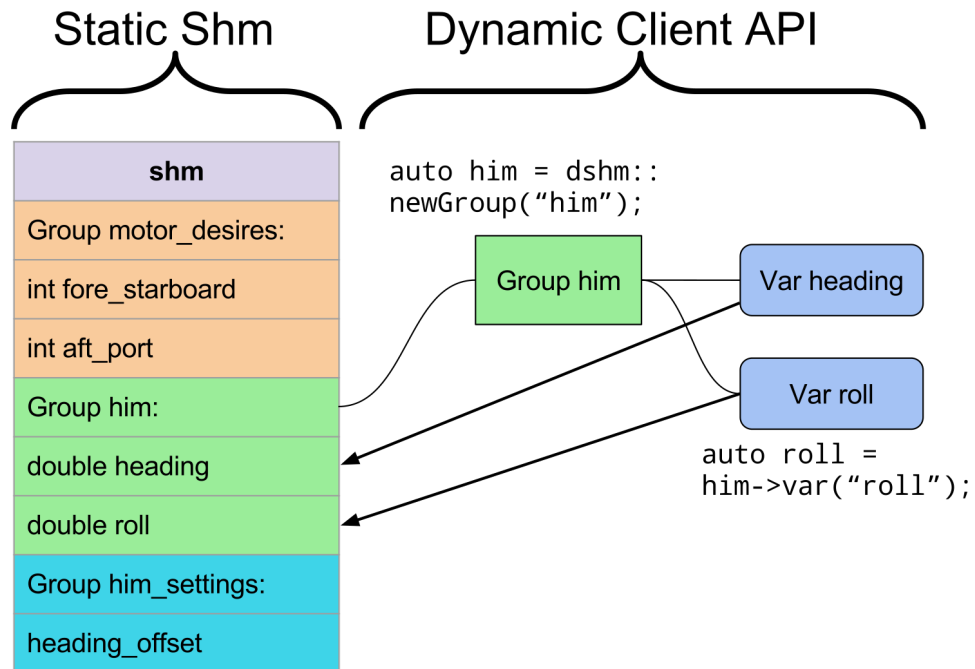 Static Shm
Dynamic Client API
shm
Group motor_desires:
int fore_starboard
int aft_port
Group him:
double heading
double roll
Group him_settings:
heading_offset
auto him = dshm::
newGroup(“him”);
Group him
Var heading
Var roll
auto roll =
him->var(“roll”);